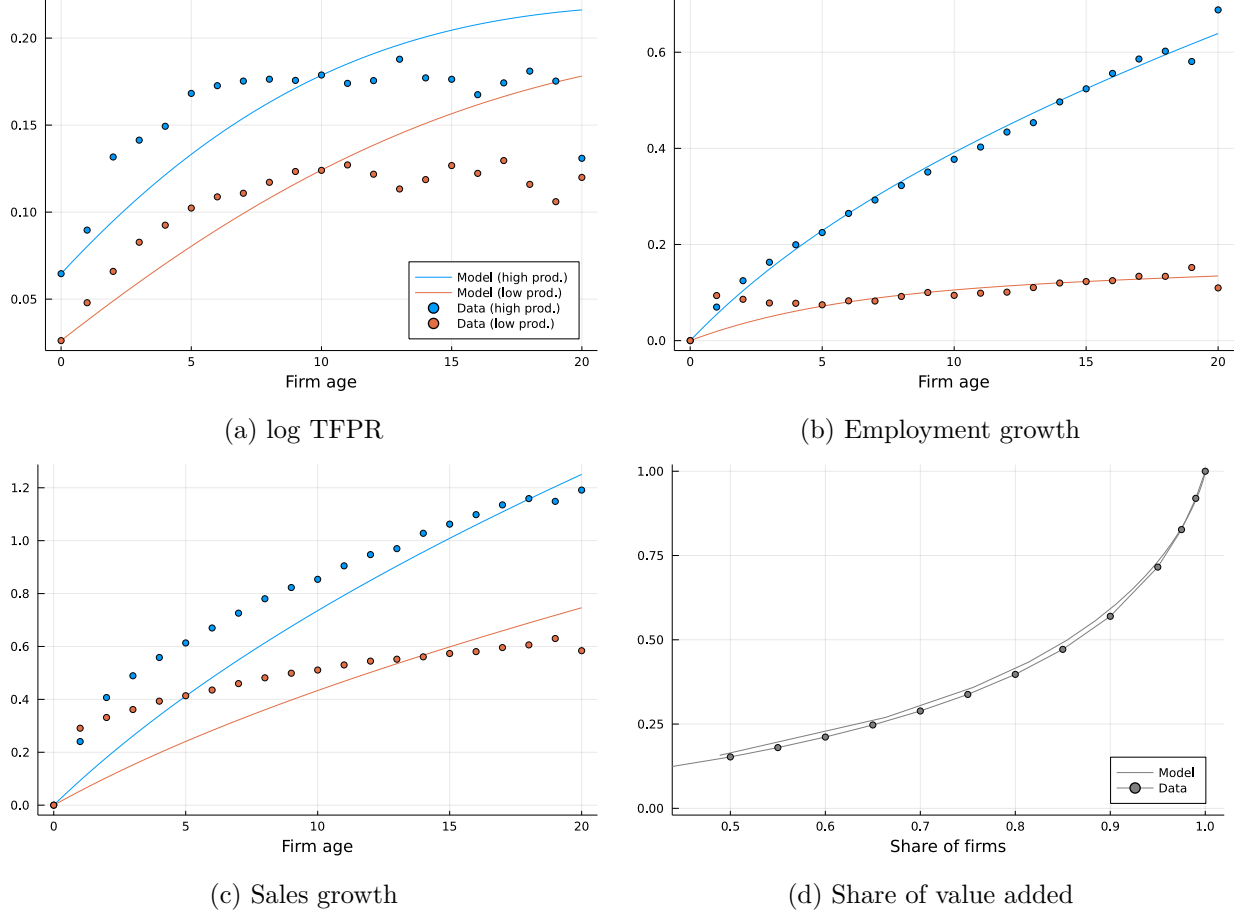 0.20
0.15
0.10
0.05
Model (high prod.)
Model (low prod.)
Data (high prod.)
Data (low prod.)
0 5 10 15 20
Firm age
(a) log TFPR
0.6
0.4
0.2
0.0
0 5 10 15 20
Firm age
(b) Employment growth
1.2
1.0
0.8
0.6
0.4
0.2
0.0
0 5 10 15 20
Firm age
(c) Sales growth
1.00
0.75
0.50
0.25
0.00
Model
Data
0.5 0.6 0.7 0.8 0.9 1.0
Share of firms
(d) Share of value added